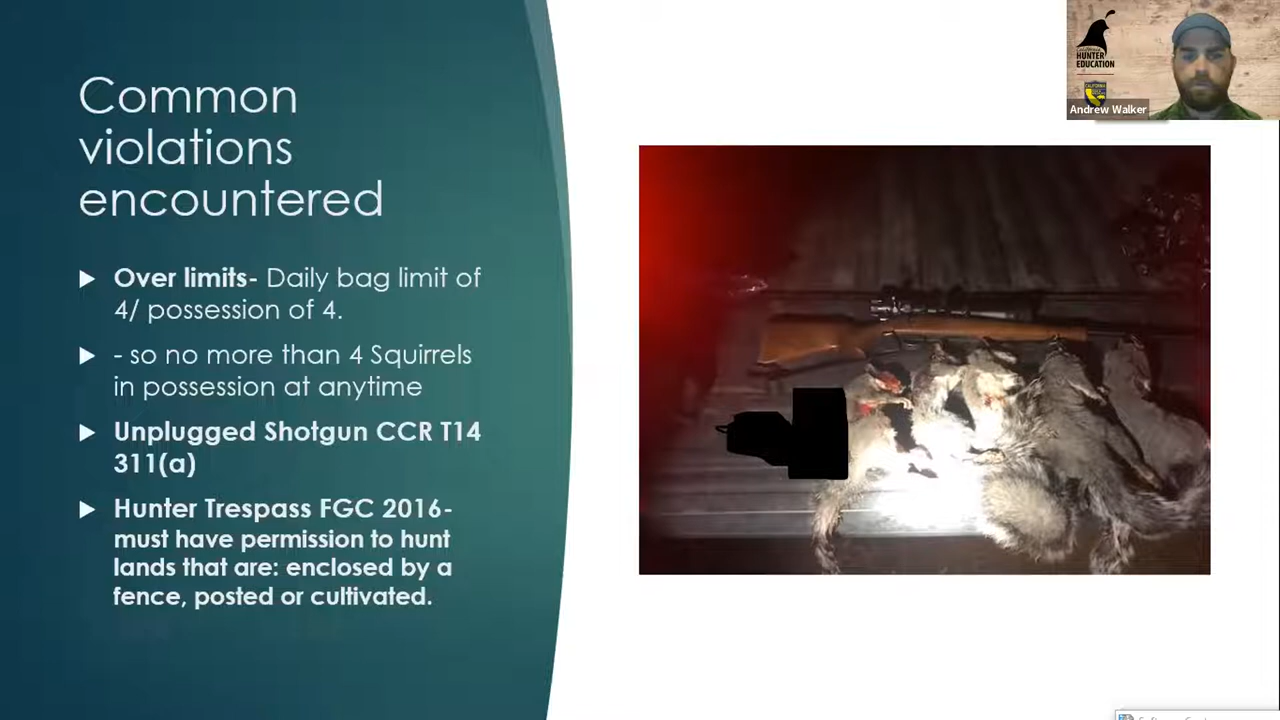 Common
violations
encountered
Over limits- Daily bag limit of
4/ possession of 4.
- so no more than 4 Squirrels
in possession at anytime
Unplugged Shotgun CCR T14
311(a)
Hunter Trespass FGC 2016-
must have permission to hunt
lands that are: enclosed by a
fence, posted or cultivated.
HUNTER
EDUCATION
Andrew Walker